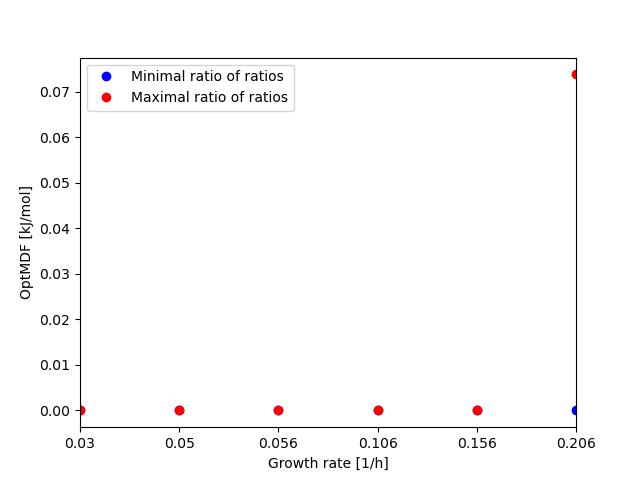 Minimal ratio of ratios
Maximal ratio of ratios
0.07
0.06
0.05
0.04
0.03
0.02
0.01
0.00
OptMDF [kJ/mol]
0.03 0.05 0.056 0.106 0.156 0.206
Growth rate [1/h]